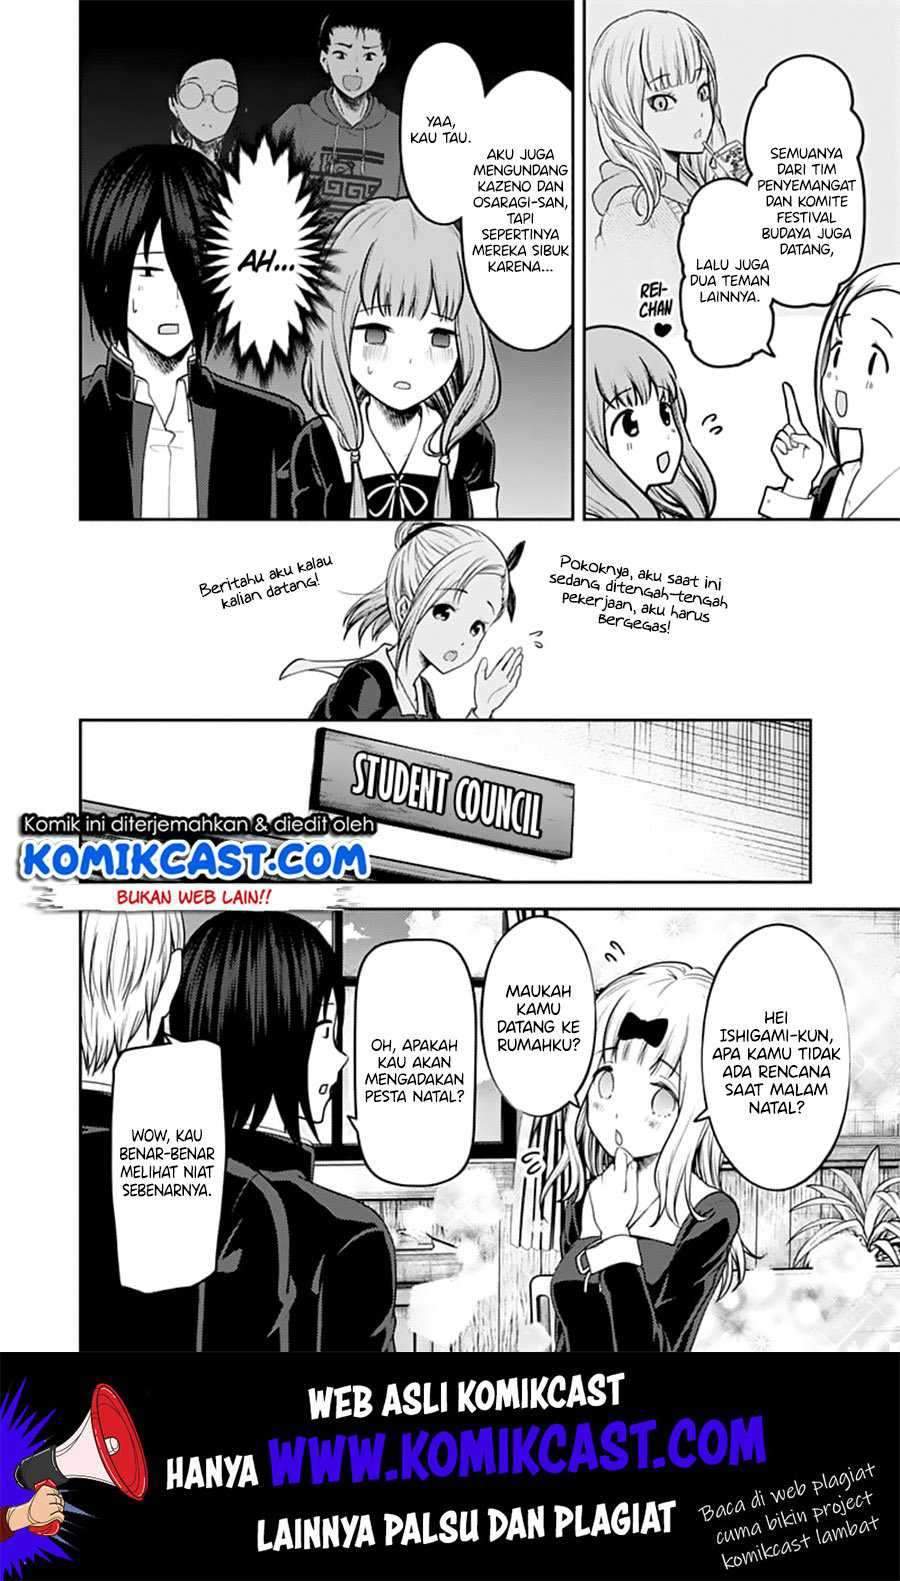 SEMUANYA
DARI TIM
PENYEMANGAT
DAN KOMITE
FESTIVAL
BUDAYA JUGA
DATANG,
LALU JUGA
DUA TEMAN
LAINNYA.
REI-
CHAN
YAA,
KAU TAU.
AKU JUGA
MENGUNDANG
KAZENO DAN
OSARAGI-SAN,
TAPI
SEPERTINYA
MEREKA SIBUK
KARENA...
AH...
Pokoknya, aku saat ini
sedang ditengah-tengah
pekerjaan, aku harus
Bergegas!
Beritahu aku kalau
kalian datang!
STUDENT COUNCIL
Komik ini diterjemahkan & diedit oleh
KOMIKCAST.COM
BUKAN WEB LAIN!!
HEI
ISHIGAMI-KUN,
APA KAMU TIDAK
ADA RENCANA
SAAT MALAM
NATAL?
MAUKAH
KAMU
DATANG KE
RUMAHKU?
OH, APAKAH
KAU AKAN
MENGADAKAN
PESTA NATAL?
WOW, KAU
BENAR-BENAR
MELIHAT NIAT
SEBENARNYA.
WEB ASLI KOMIKCAST
HANYA WWW.KOMIKCAST.COM
LAINNYA PALSU DAN PLAGIAT
Baca di web plagiat
cuma bikin project
komikcast lambat